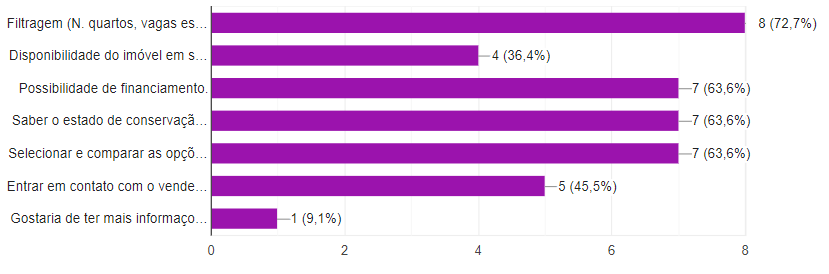 Filtragem (N. quartos, vagas es... 8 (72,7%)
Disponibilidade do imóvel em s... 4 (36,4%)
Possibilidade de financiamento. 7 (63,6%)
Saber o estado de conservaçã... 7 (63,6%)
Selecionar e comparar as opçõ... 7 (63,6%)
Entrar em contato com o vende... 5 (45,5%)
Gostaria de ter mais informaço... 1 (9,1%)
0 2 4 6 8